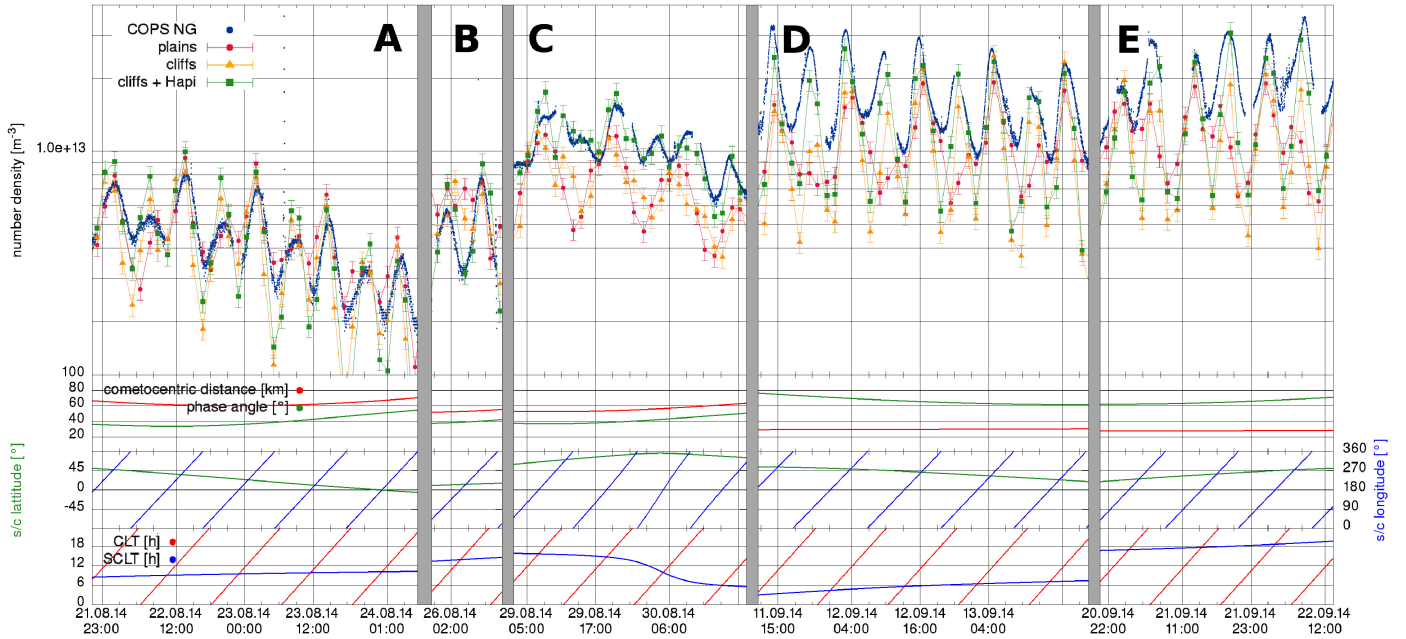 A
B
C
D
E
COPS NG
plains
cliffs
cliffs + Hapi
number density [m⁻³]
1.0e+13
100
80
60
40
20
cometocentric distance [km]
phase angle [°]
s/c lattitude [°]
45
0
-45
s/c longitude [°]
360
270
180
90
0
CLT [h]
SCLT [h]
18
12
6
0
21.08.14 22.08.14 23.08.14 23.08.14 24.08.14 26.08.14 29.08.14 29.08.14 30.08.14 11.09.14 12.09.14 12.09.14 13.09.14 20.09.14 21.09.14 21.09.14 22.09.14
23:00 12:00 00:00 12:00 01:00 02:00 05:00 17:00 06:00 15:00 04:00 16:00 04:00 22:00 11:00 23:00 12:00